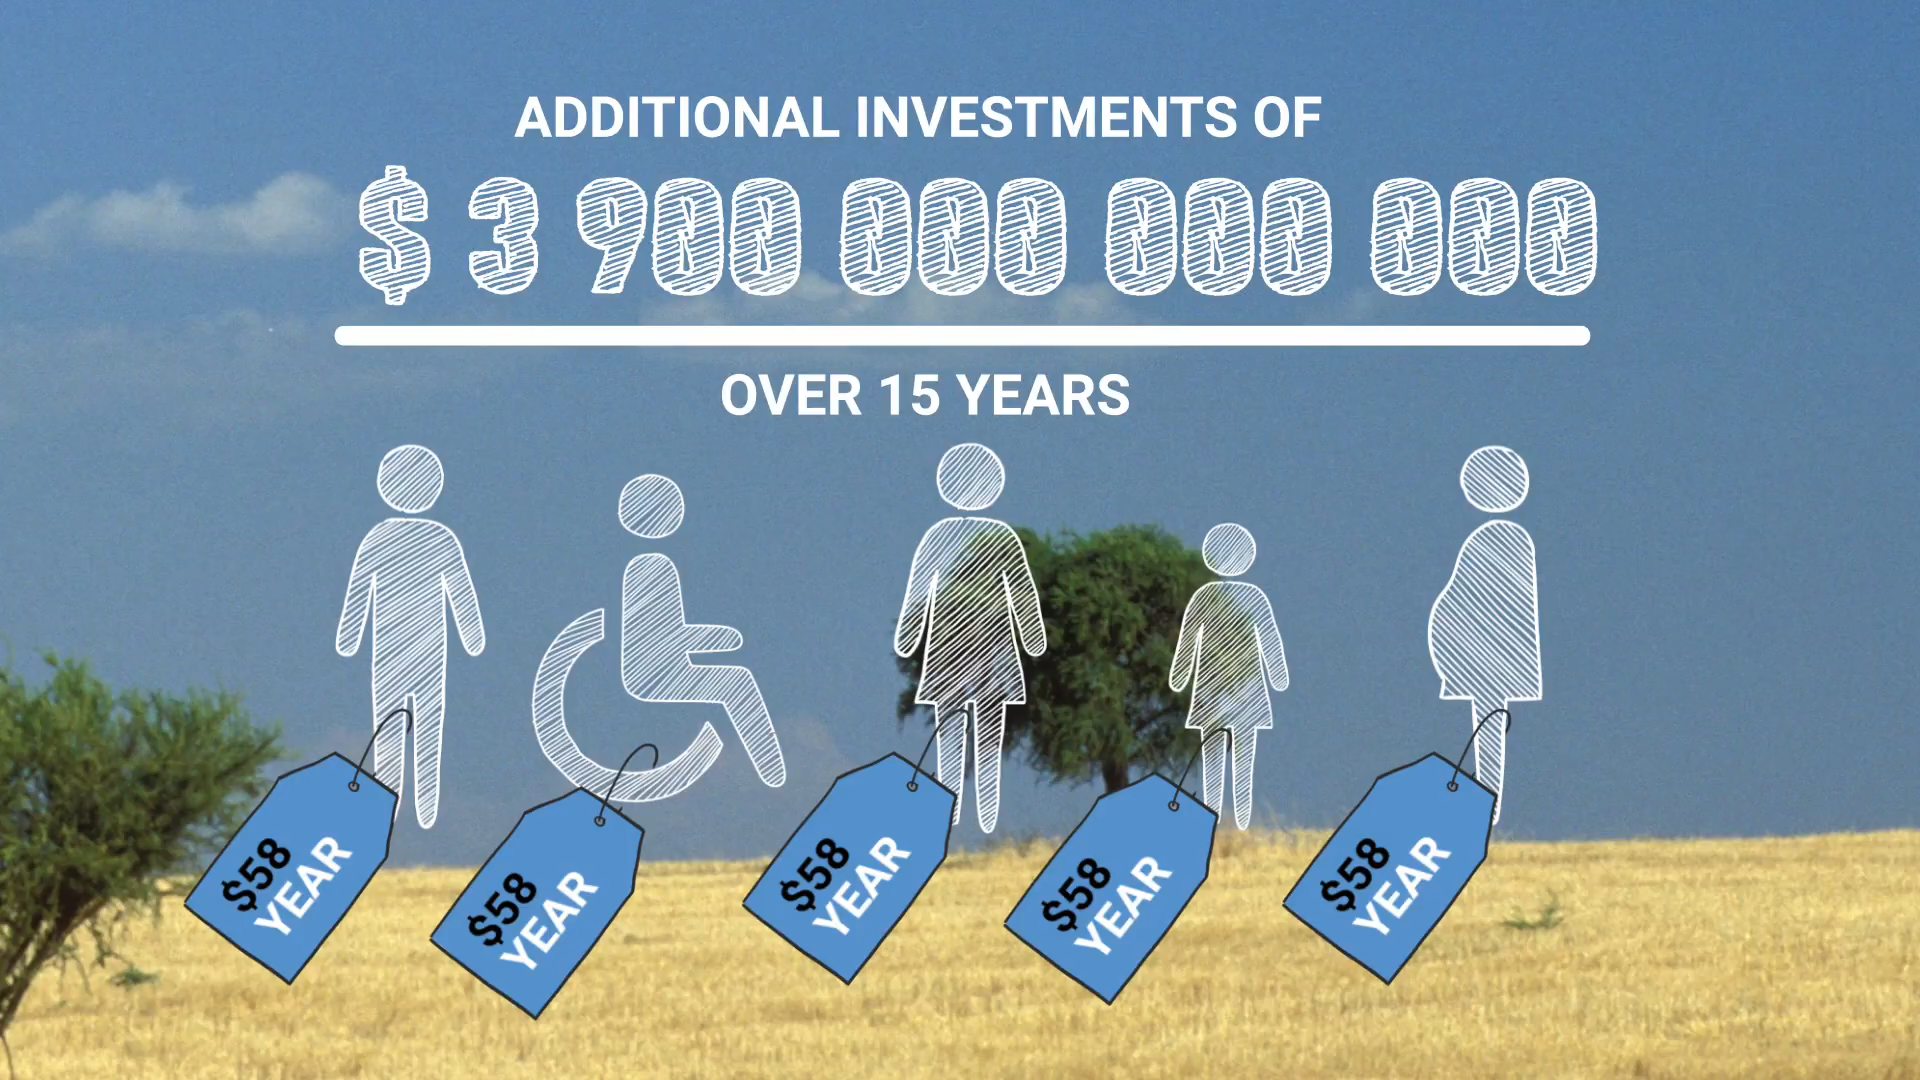 ADDITIONAL INVESTMENTS OF
$ 3 900 000 000 000
OVER 15 YEARS
$58
YEAR
$58
YEAR
$58
YEAR
$58
YEAR
$58
YEAR